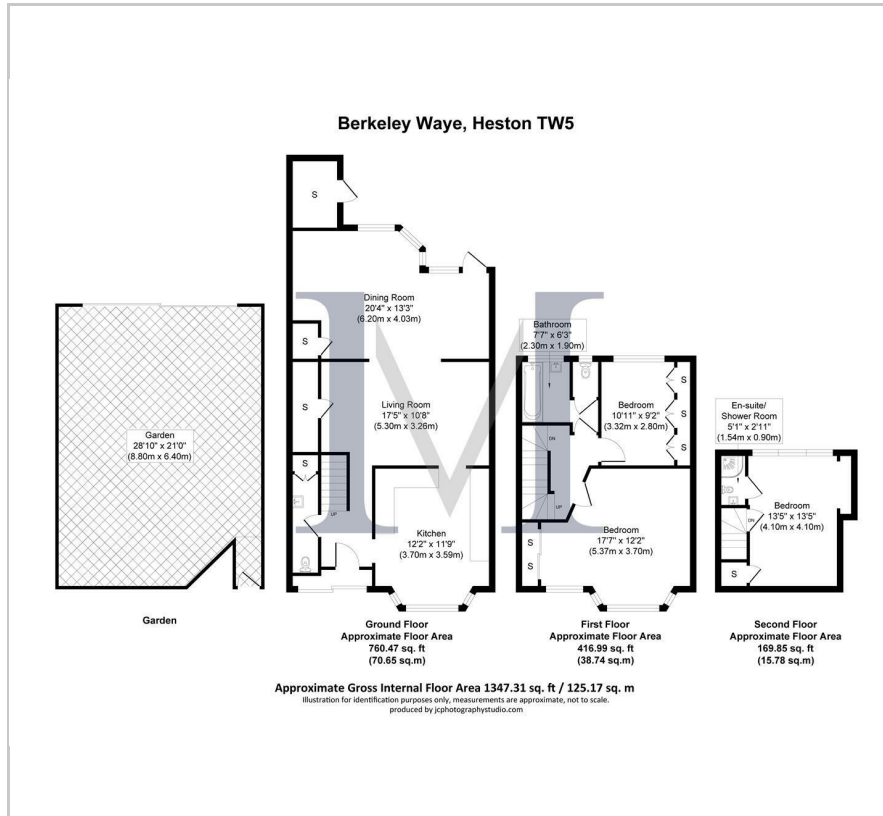 Berkeley Waye, Heston TW5
S
Dining Room
20'4" x 13'3"
(6.20m x 4.03m)
S
S
Living Room
17'5" x 10'8"
(5.30m x 3.26m)
S
UP
Kitchen
12'2" x 11'9"
(3.70m x 3.59m)
Garden
28'10" x 21'0"
(8.80m x 6.40m)
Garden
Ground Floor
Approximate Floor Area
760.47 sq. ft
(70.65 sq.m)
Bathroom
7'7" x 6'3"
(2.30m x 1.90m)
Bedroom
10'11" x 9'2"
(3.32m x 2.80m)
S
S
S
DN
UP
Bedroom
17'7" x 12'2"
(5.37m x 3.70m)
S
S
First Floor
Approximate Floor Area
416.99 sq. ft
(38.74 sq.m)
En-suite/
Shower Room
5'1" x 2'11"
(1.54m x 0.90m)
Bedroom
13'5" x 13'5"
(4.10m x 4.10m)
DN
S
Second Floor
Approximate Floor Area
169.85 sq. ft
(15.78 sq.m)
Approximate Gross Internal Floor Area 1347.31 sq. ft / 125.17 sq. m
Illustration for identification purposes only, measurements are approximate, not to scale.
produced by jcphotographystudio.com
IMI